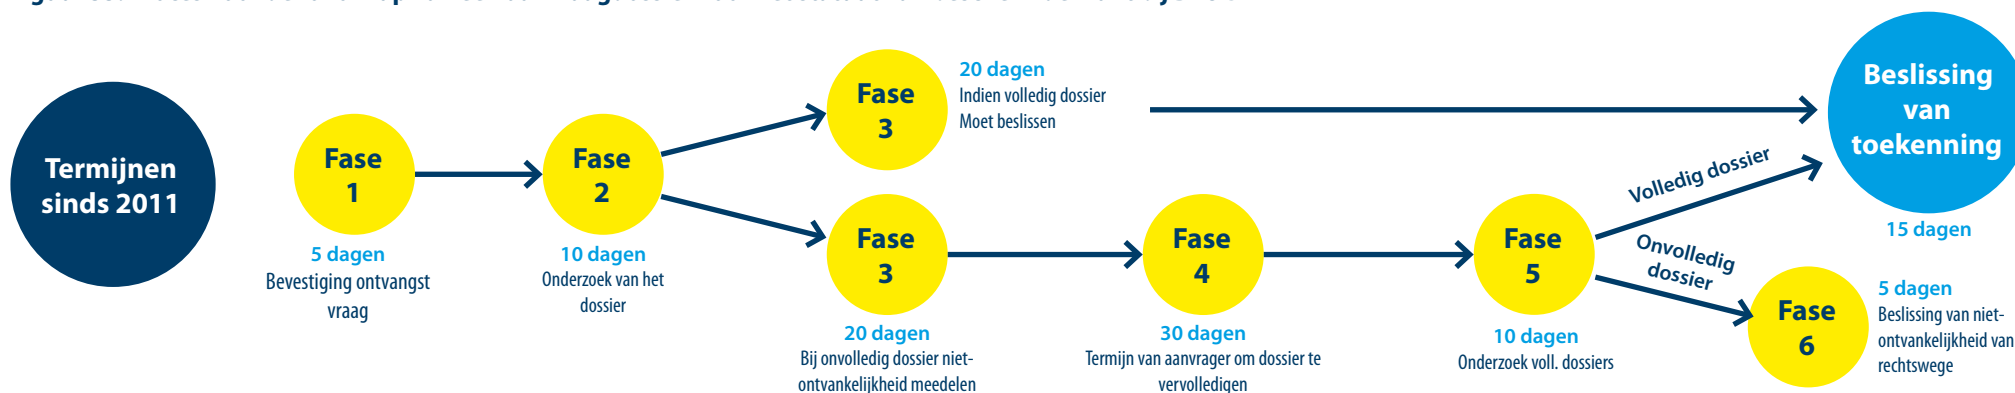 Termijnen
sinds 2011
Fase
1
5 dagen
Bevestiging ontvangst
vraag
Fase
2
10 dagen
Onderzoek van het
dossier
Fase
3
20 dagen
Indien volledig dossier
Moet beslissen
Fase
3
20 dagen
Bij onvolledig dossier niet-
ontvankelijkheid meedelen
Fase
4
30 dagen
Termijn van aanvrager om dossier te
vervolledigen
Fase
5
10 dagen
Onderzoek voll. dossiers
Volledig dossier
Onvolledig
dossier
Beslissing
van
toekenning
15 dagen
Fase
6
5 dagen
Beslissing van niet-
ontvankelijkheid van
rechtswege